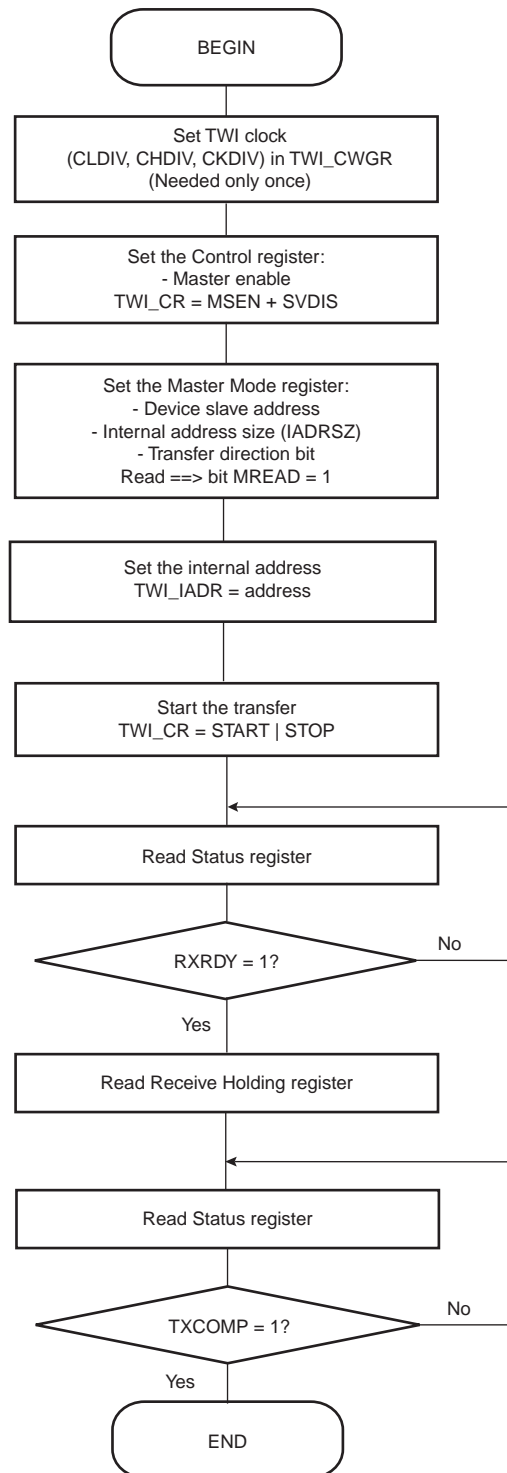 BEGIN
Set TWI clock
(CLDIV, CHDIV, CKDIV) in TWI_CWGR
(Needed only once)
Set the Control register:
- Master enable
TWI_CR = MSEN + SVDIS
Set the Master Mode register:
- Device slave address
- Internal address size (IADRSZ)
- Transfer direction bit
Read ==> bit MREAD = 1
Set the internal address
TWI_IADR = address
Start the transfer
TWI_CR = START | STOP
Read Status register
RXRDY = 1?
No
Yes
Read Receive Holding register
Read Status register
TXCOMP = 1?
No
Yes
END